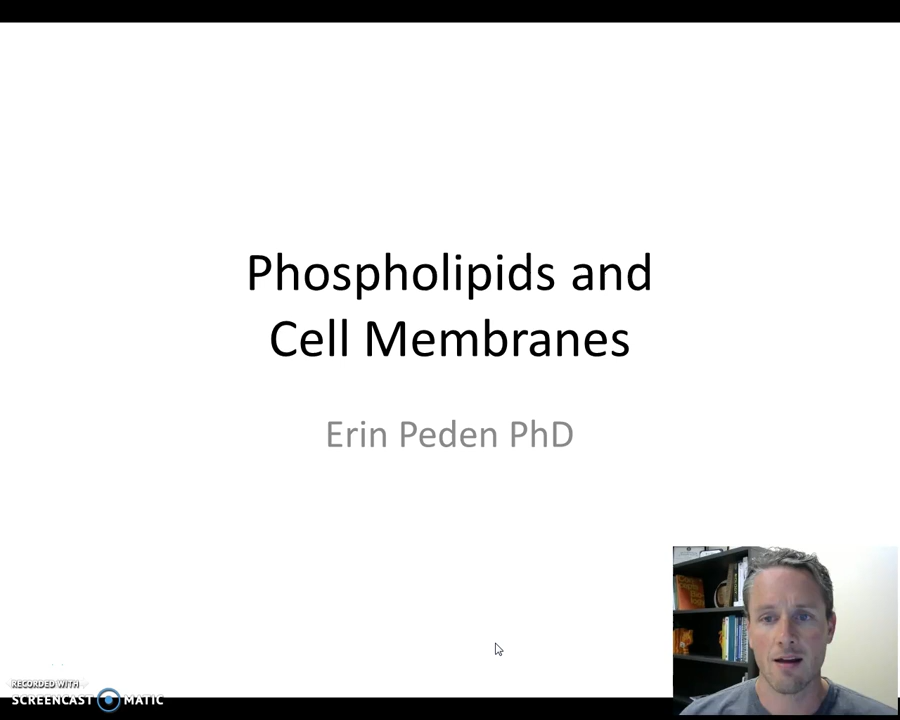 Phospholipids and
Cell Membranes
Erin Peden PhD
RECORDED WITH
SCREENCAST MATIC